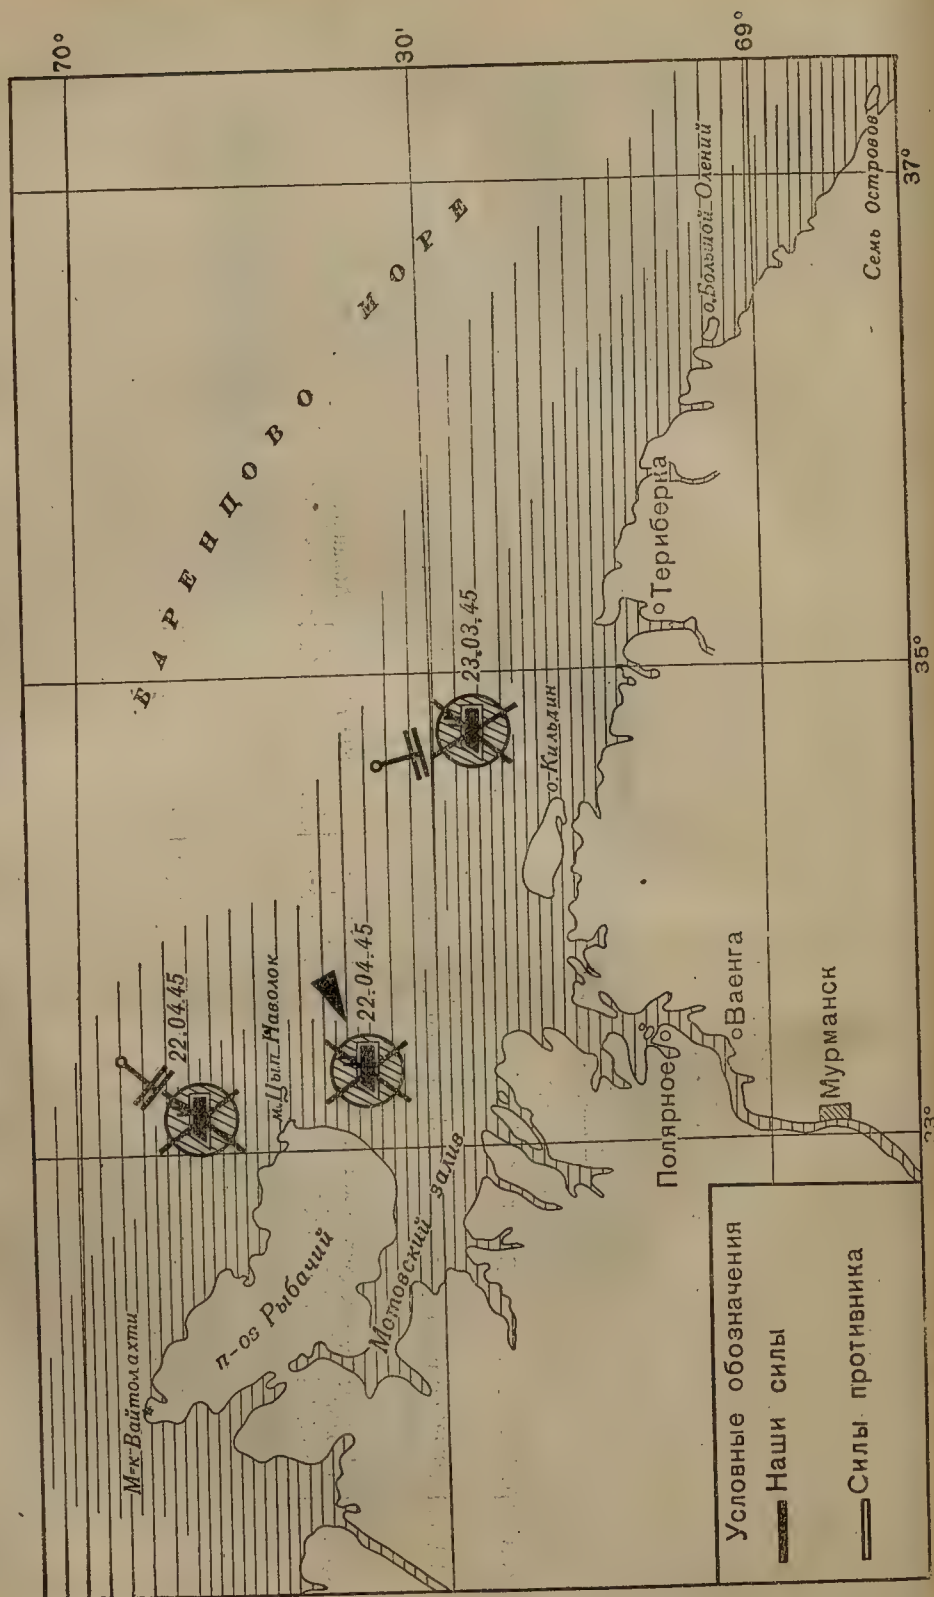 70°
30'
69°
БАРЕНЦОВО МОРЕ
22.04.45
м.Цып-Наволок
22.04.45
23.03.45
М-к Вайтолахти
п-ов Рыбачий
Мотовский залив
о.Кильдин
Териберка
о.Большой Олений
Семь Островов
Полярное
Ваенга
Мурманск
33°
35°
37°
Условные обозначения
Наши силы
Силы противника